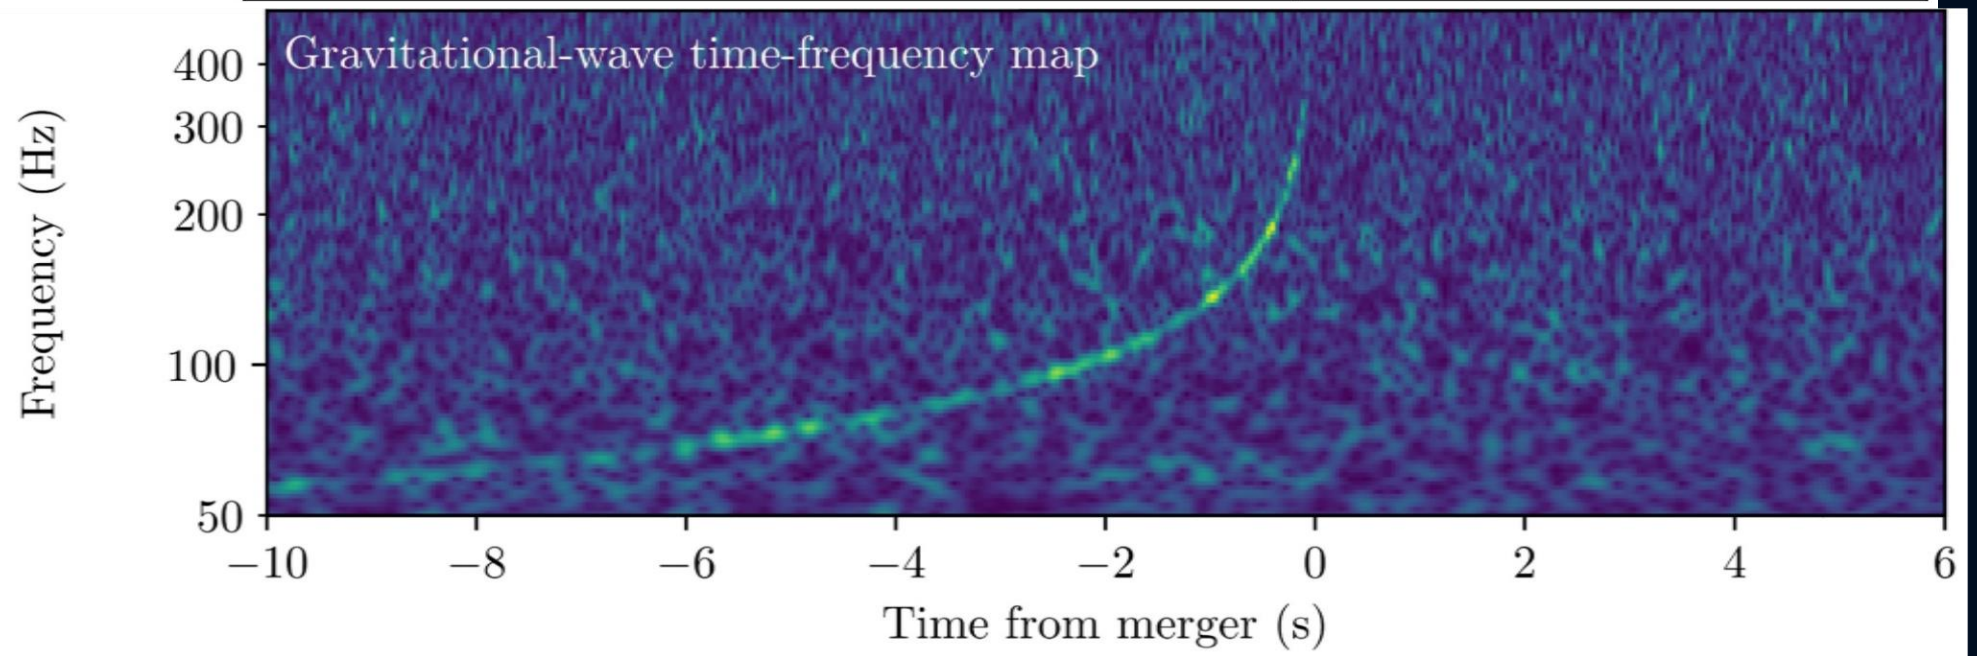 Gravitational-wave time-frequency map
Frequency (Hz)
400
300
200
100
50
−10 −8 −6 −4 −2 0 2 4 6
Time from merger (s)